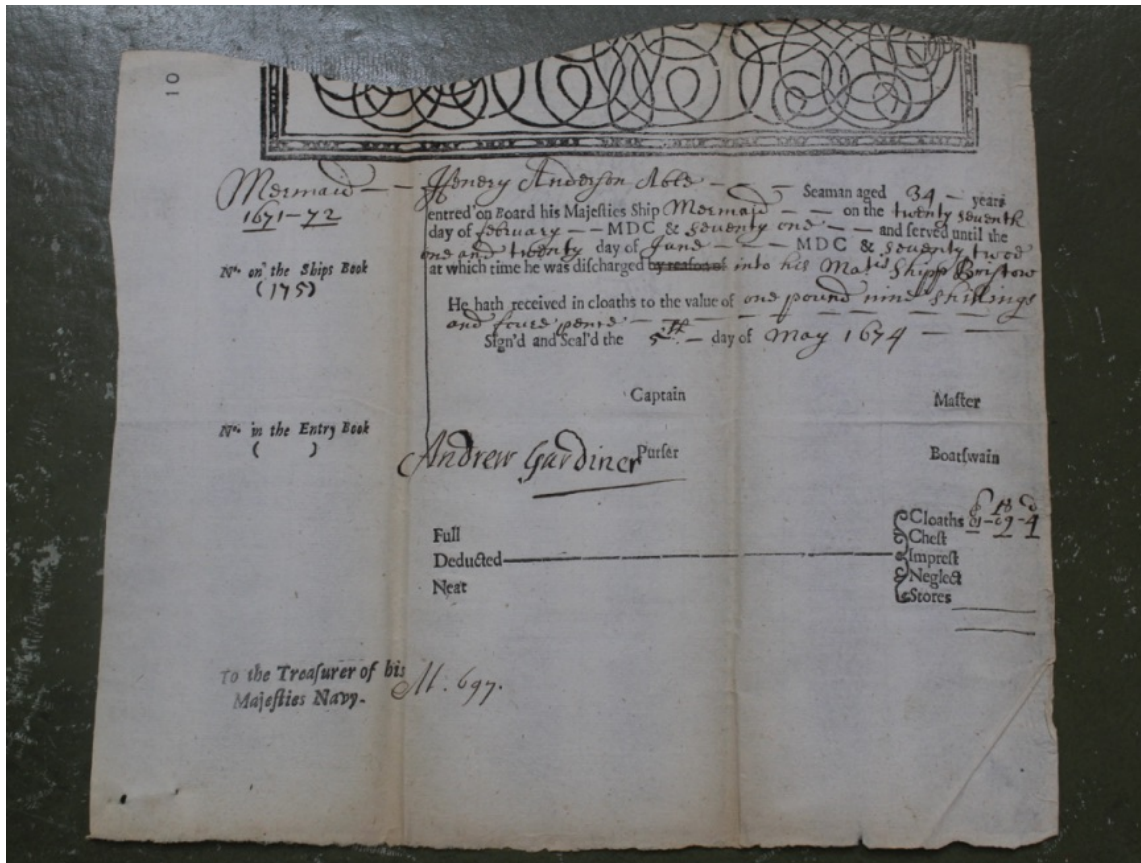 10
Mermaid — — Henery Anderson Able — — Seaman aged 34 — years
1671-72
entred on Board his Majesties Ship Mermaid — — on the twenty seventh
day of february — — MDC & seventy one — — and served until the
one and twenty day of June — — — MDC & seventy twoe
No. on the Ships Book
(175)
at which time he was discharged by reason of into his Matis Shipp Bristow
He hath received in cloaths to the value of one pound nine shillings
and foure pence — — — — — — —
Sign'd and Seal'd the 5th — day of May 1674 — —
Captain Master
No. in the Entry Book
( )
Andrew Gardiner Purser Boatswain
Full
Deducted
Neat
£ s d
Cloaths 01-09-4
Chest
Imprest
Neglect
Stores
To the Treasurer of his
Majesties Navy.
M. 697.